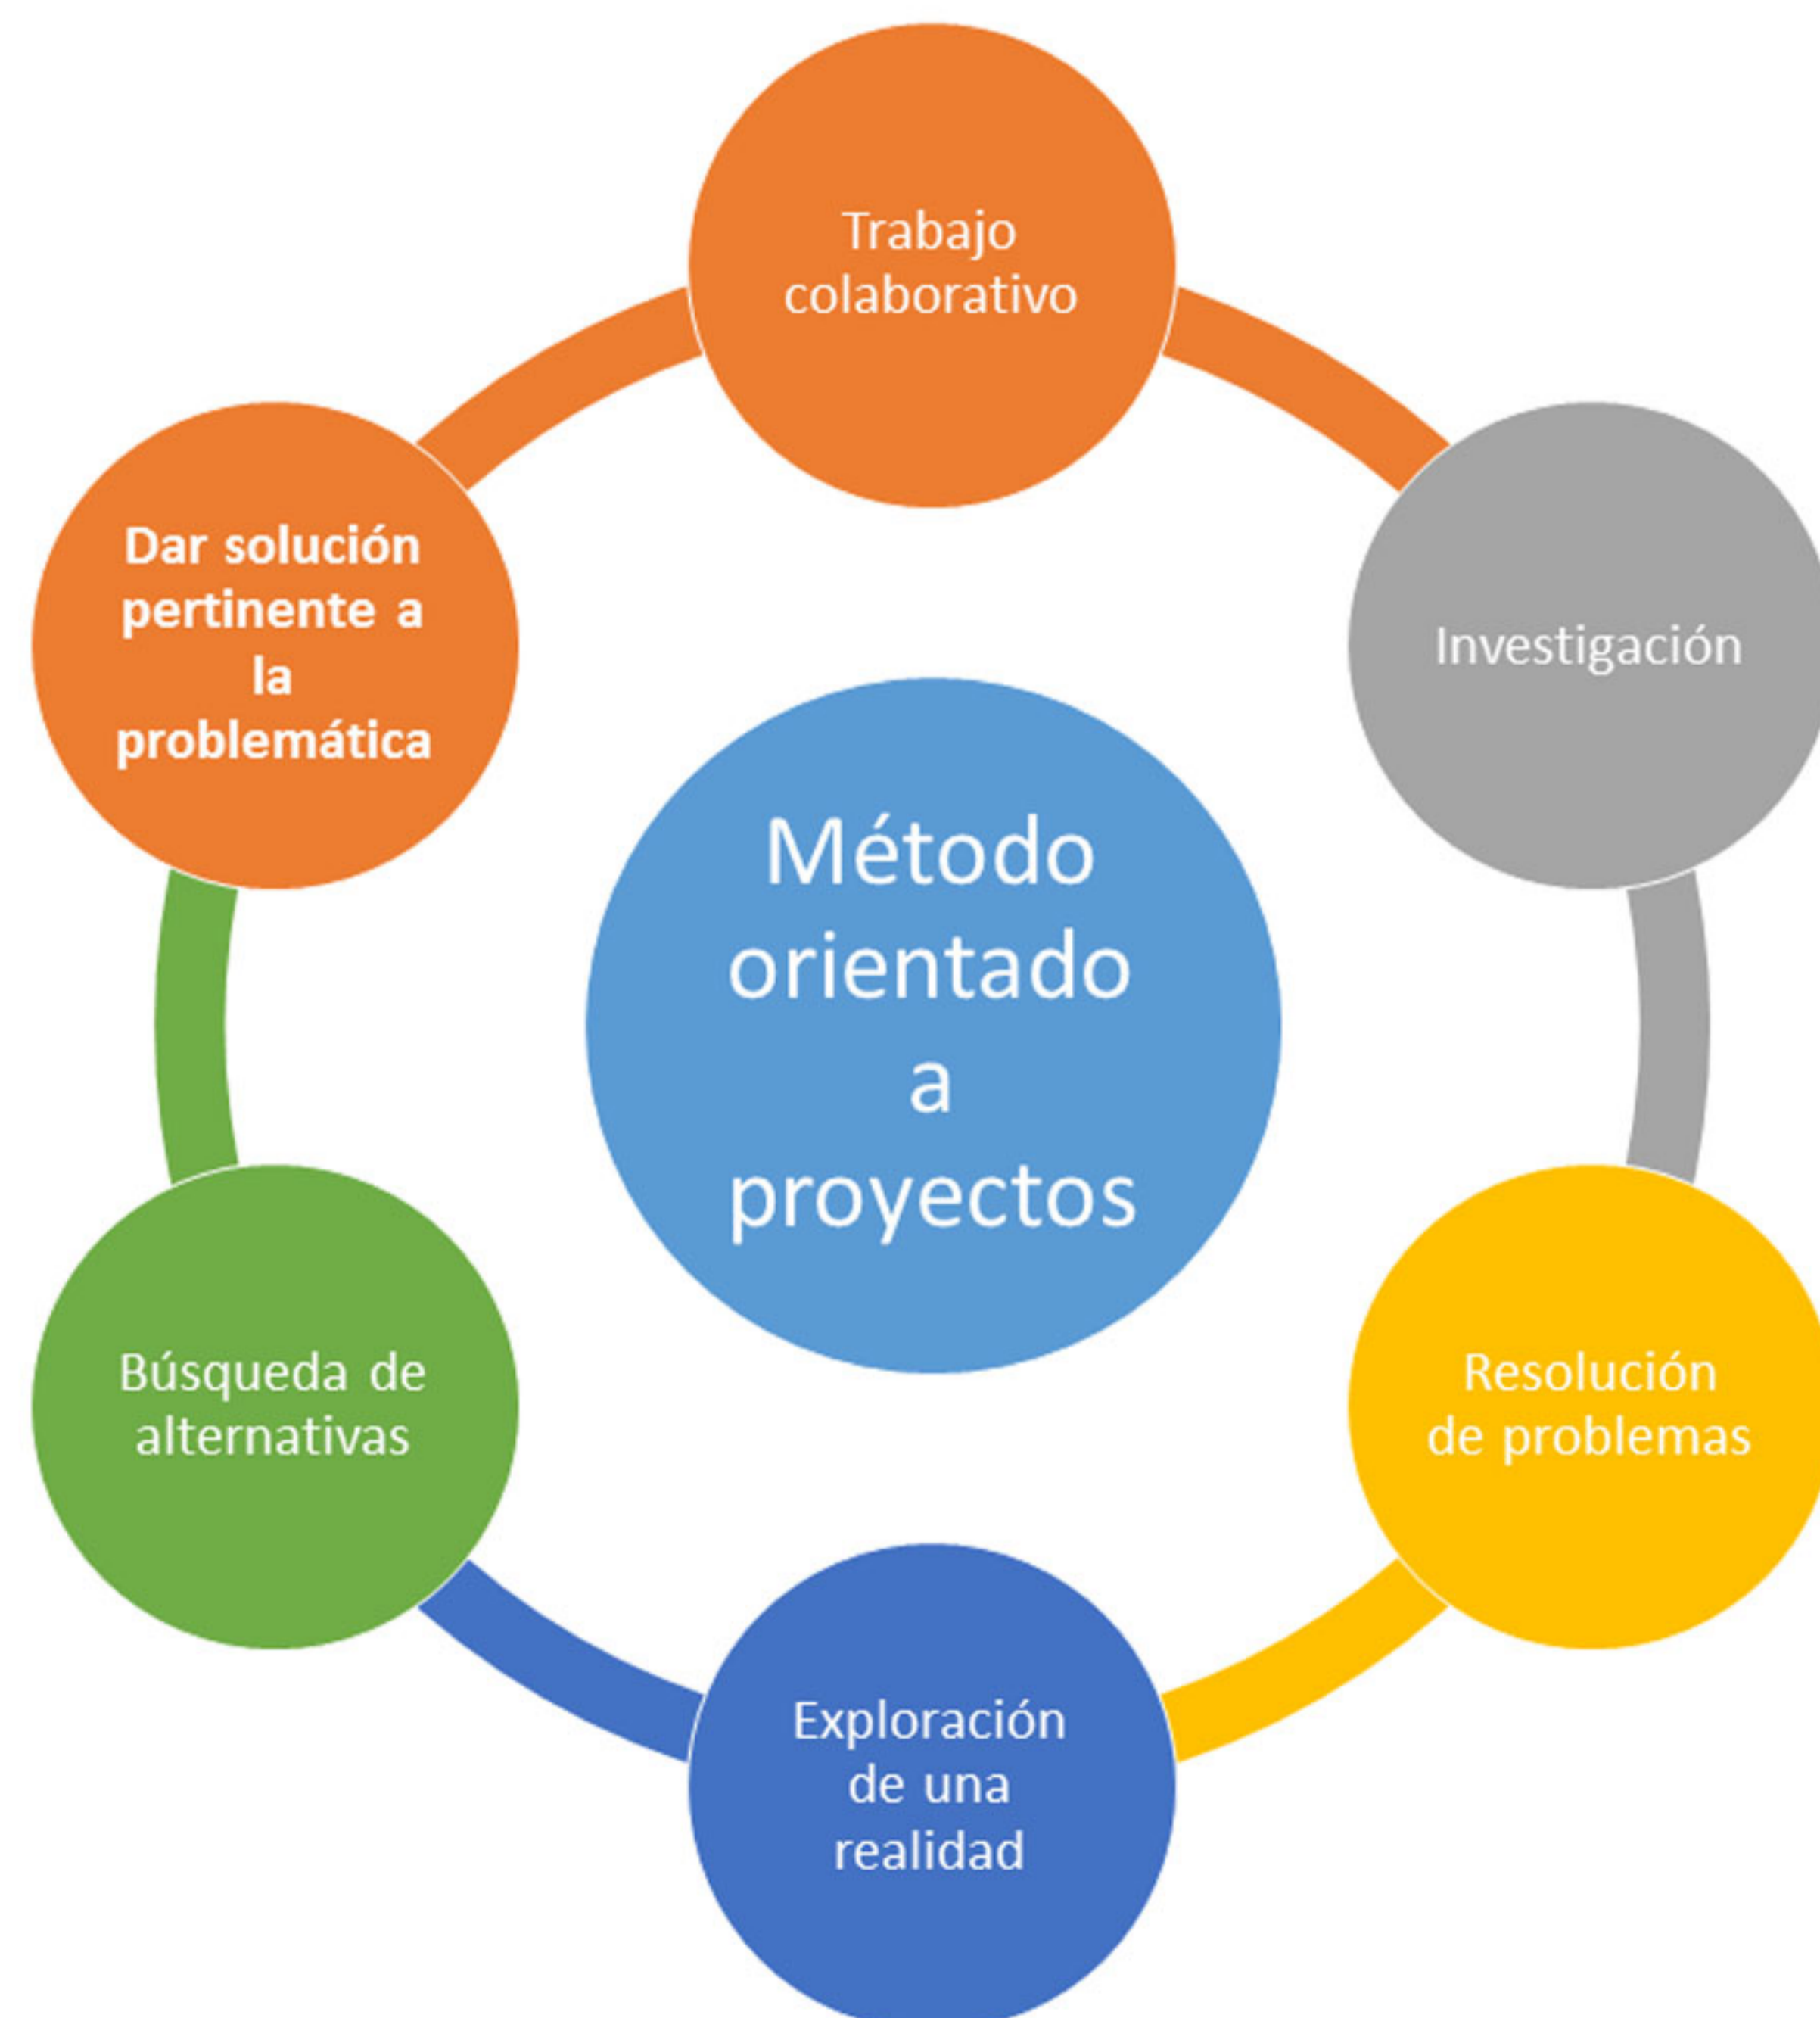 Trabajo
colaborativo
Investigación
Resolución
de problemas
Exploración
de una
realidad
Búsqueda de
alternativas
Dar solución
pertinente a
la
problemática
Método
orientado
a
proyectos